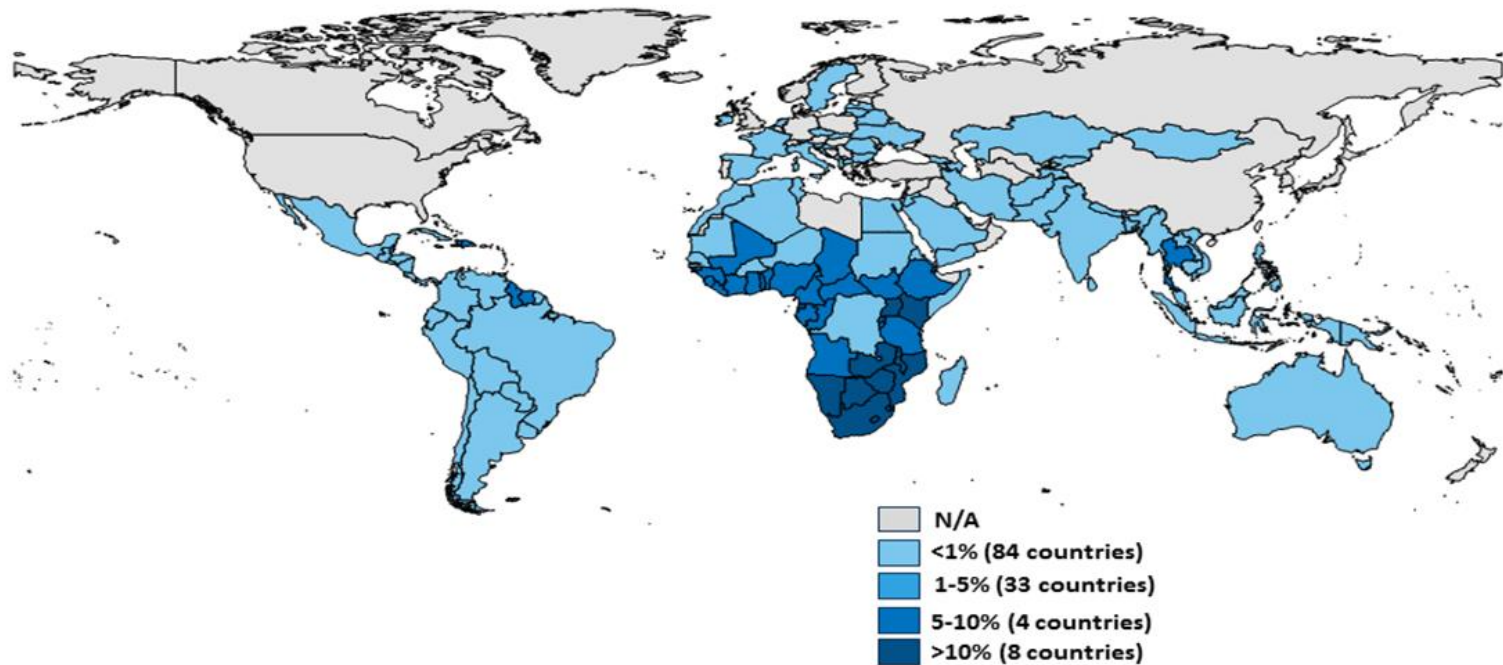 N/A
<1% (84 countries)
1-5% (33 countries)
5-10% (4 countries)
>10% (8 countries)